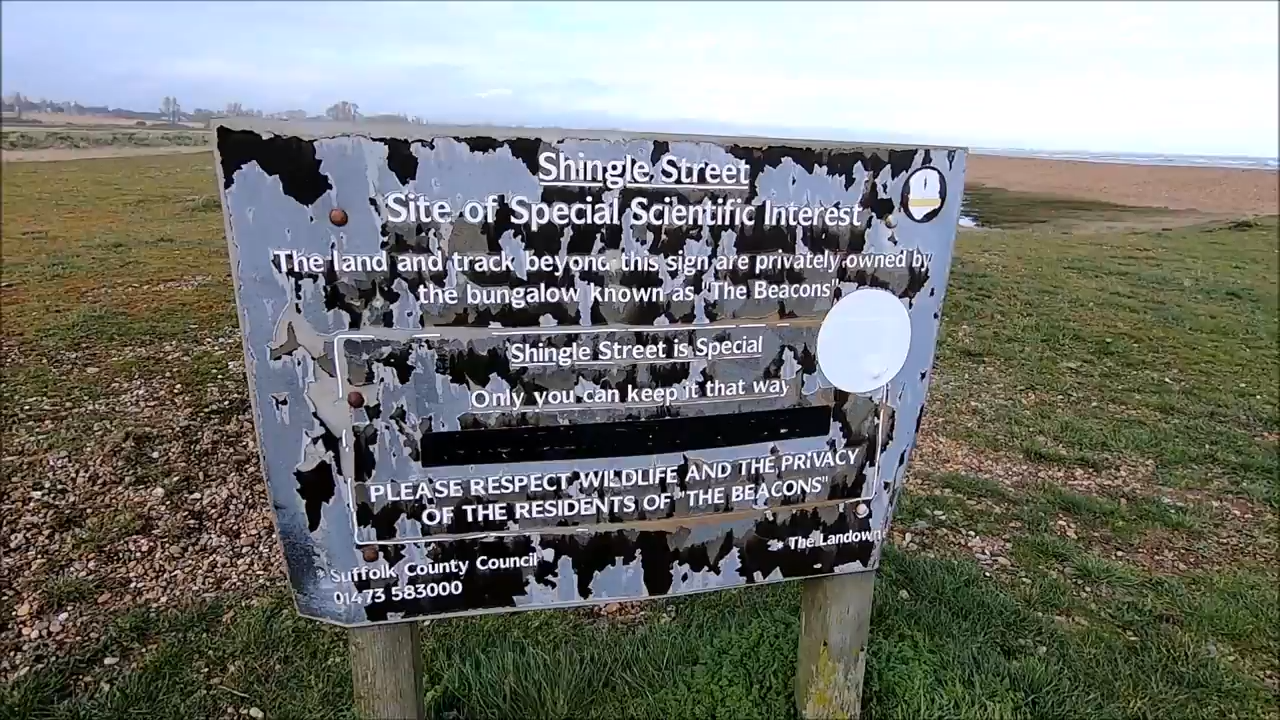 Shingle Street
Site of Special Scientific Interest
The land and track beyond this sign are privately owned by
the bungalow known as "The Beacons"
Shingle Street is Special
Only you can keep it that way
PLEASE RESPECT WILDLIFE AND THE PRIVACY
OF THE RESIDENTS OF "THE BEACONS"
* The Landown
* Suffolk County Council
01473 583000